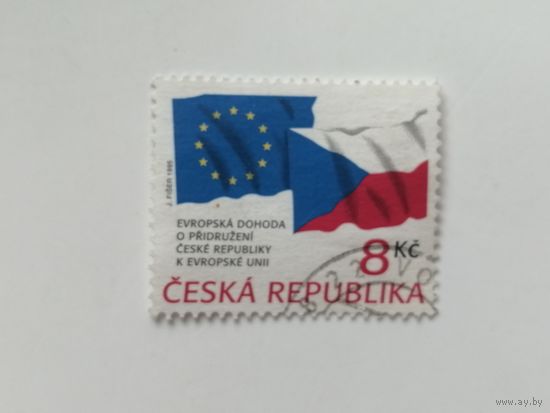 J. FIŠER 1995
EVROPSKÁ DOHODA
O PŘIDRUŽENÍ
ČESKÉ REPUBLIKY
K EVROPSKÉ UNII
8 Kč
ČESKÁ REPUBLIKA
www.ay.by